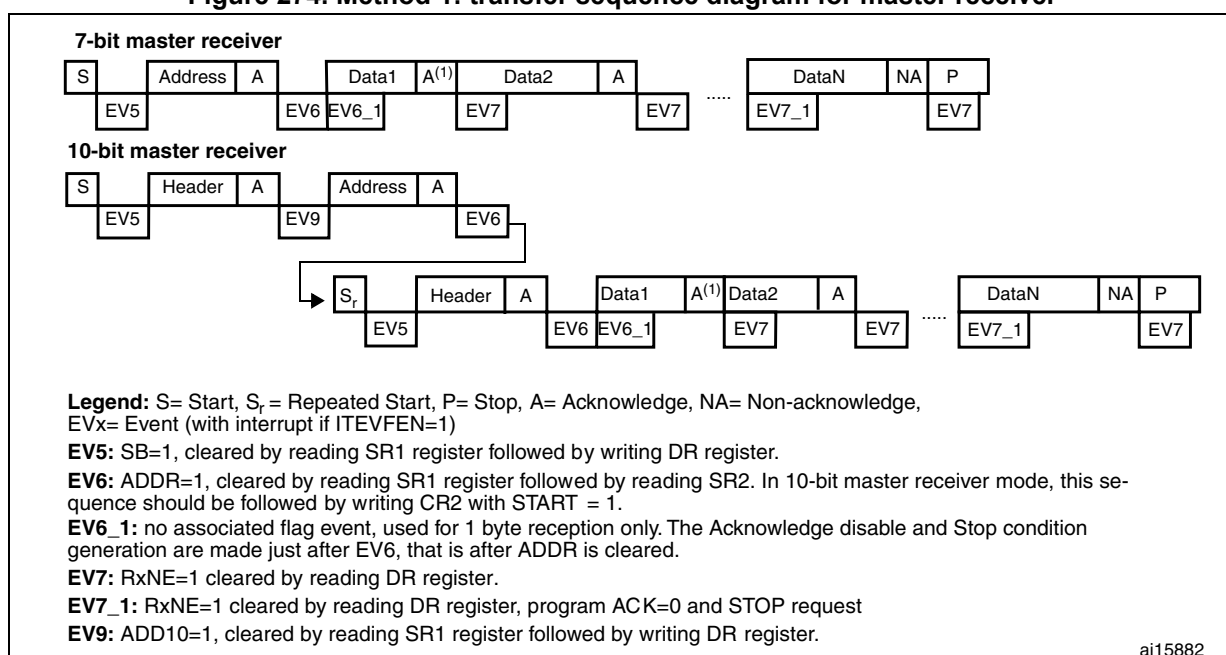 Figure 274. Method 1: transfer sequence diagram for master receiver
7-bit master receiver
S Address A Data1 A(1) Data2 A ..... DataN NA P
EV5 EV6 EV6_1 EV7 EV7 EV7_1 EV7
10-bit master receiver
S Header A Address A
EV5 EV9 EV6
Sr Header A Data1 A(1) Data2 A ..... DataN NA P
EV5 EV6 EV6_1 EV7 EV7 EV7_1 EV7
Legend: S= Start, Sr = Repeated Start, P= Stop, A= Acknowledge, NA= Non-acknowledge,
EVx= Event (with interrupt if ITEVFEN=1)
EV5: SB=1, cleared by reading SR1 register followed by writing DR register.
EV6: ADDR=1, cleared by reading SR1 register followed by reading SR2. In 10-bit master receiver mode, this se-
quence should be followed by writing CR2 with START = 1.
EV6_1: no associated flag event, used for 1 byte reception only. The Acknowledge disable and Stop condition
generation are made just after EV6, that is after ADDR is cleared.
EV7: RxNE=1 cleared by reading DR register.
EV7_1: RxNE=1 cleared by reading DR register, program ACK=0 and STOP request
EV9: ADD10=1, cleared by reading SR1 register followed by writing DR register.
ai15882